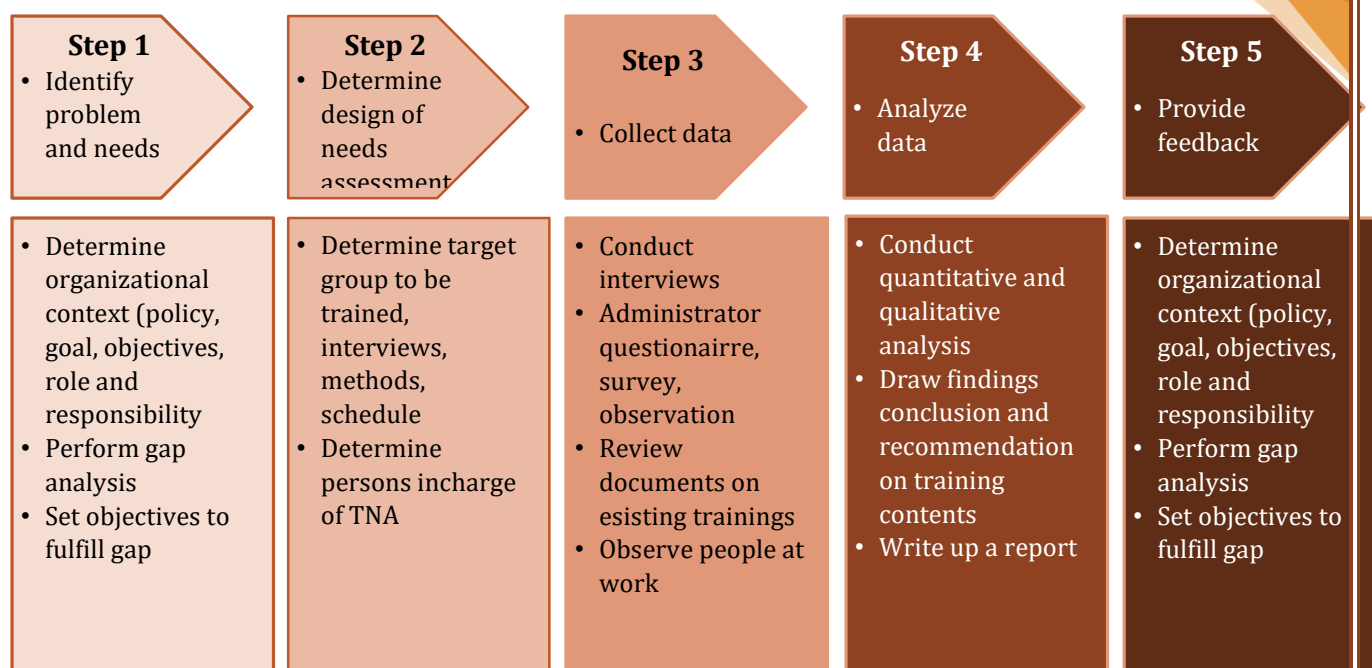 Step 1
• Identify
problem
and needs
Step 2
• Determine
design of
needs
assessment
Step 3
• Collect data
Step 4
• Analyze
data
Step 5
• Provide
feedback
• Determine
organizational
context (policy,
goal, objectives,
role and
responsibility
• Perform gap
analysis
• Set objectives to
fulfill gap
• Determine target
group to be
trained,
interviews,
methods,
schedule
• Determine
persons incharge
of TNA
• Conduct
interviews
• Administrator
questionairre,
survey,
observation
• Review
documents on
esisting trainings
• Observe people at
work
• Conduct
quantitative and
qualitative
analysis
• Draw findings
conclusion and
recommendation
on training
contents
• Write up a report
• Determine
organizational
context (policy,
goal, objectives,
role and
responsibility
• Perform gap
analysis
• Set objectives to
fulfill gap